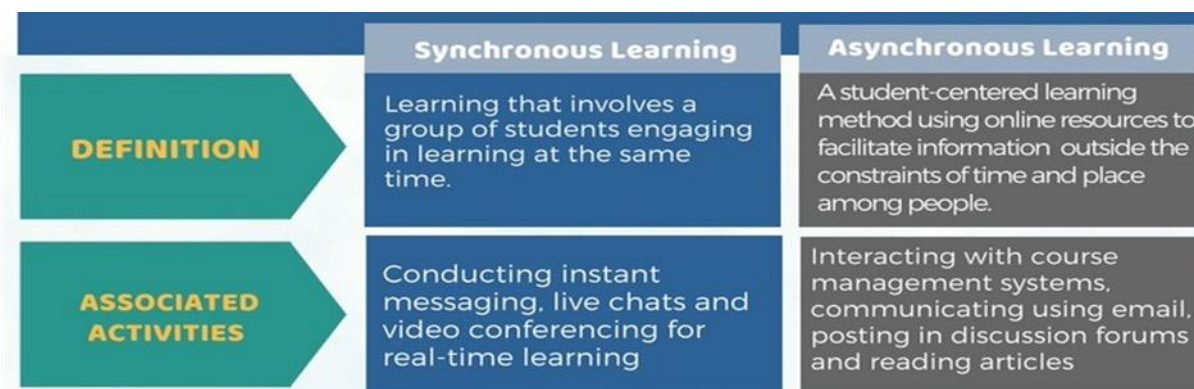 Synchronous Learning
Asynchronous Learning
DEFINITION
Learning that involves a
group of students engaging
in learning at the same
time.
A student-centered learning
method using online resources to
facilitate information outside the
constraints of time and place
among people.
ASSOCIATED
ACTIVITIES
Conducting instant
messaging, live chats and
video conferencing for
real-time learning
Interacting with course
management systems,
communicating using email,
posting in discussion forums
and reading articles